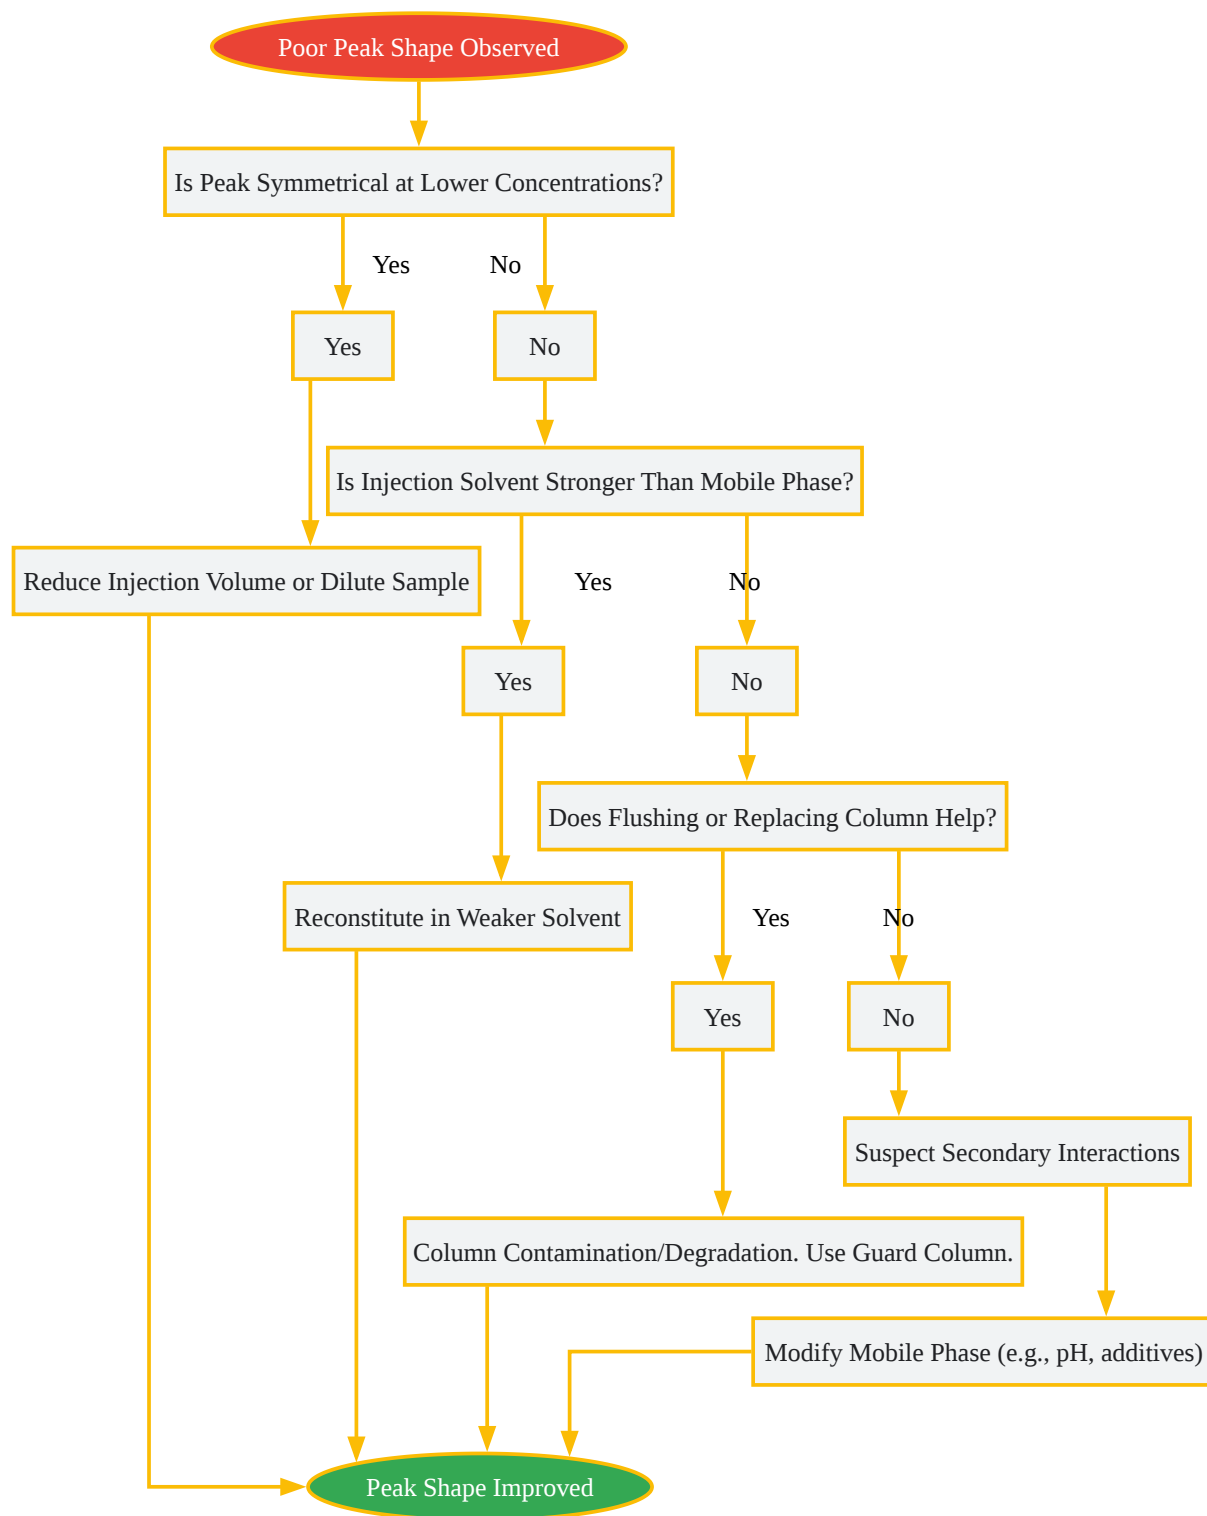 Poor Peak Shape Observed
Is Peak Symmetrical at Lower Concentrations?
Yes
No
Yes
No
Is Injection Solvent Stronger Than Mobile Phase?
Reduce Injection Volume or Dilute Sample
Yes
No
Yes
No
Does Flushing or Replacing Column Help?
Reconstitute in Weaker Solvent
Yes
No
Yes
No
Suspect Secondary Interactions
Column Contamination/Degradation. Use Guard Column.
Modify Mobile Phase (e.g., pH, additives)
Peak Shape Improved